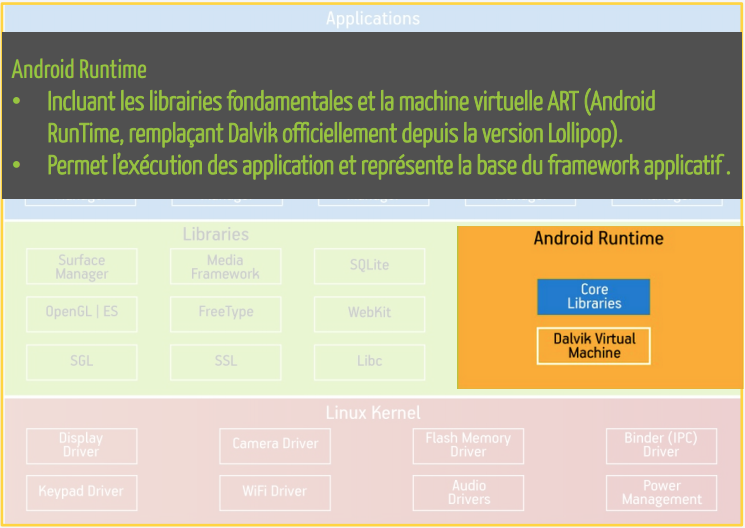 Applications
Android Runtime
• Incluant les librairies fondamentales et la machine virtuelle ART (Android
RunTime, remplaçant Dalvik officiellement depuis la version Lollipop).
• Permet l'exécution des application et représente la base du framework applicatif.
Libraries
Surface
Manager
Media
Framework
SQLite
OpenGL | ES
FreeType
WebKit
SGL
SSL
Libc
Android Runtime
Core
Libraries
Dalvik Virtual
Machine
Linux Kernel
Display
Driver
Camera Driver
Flash Memory
Driver
Binder (IPC)
Driver
Keypad Driver
WiFi Driver
Audio
Drivers
Power
Management